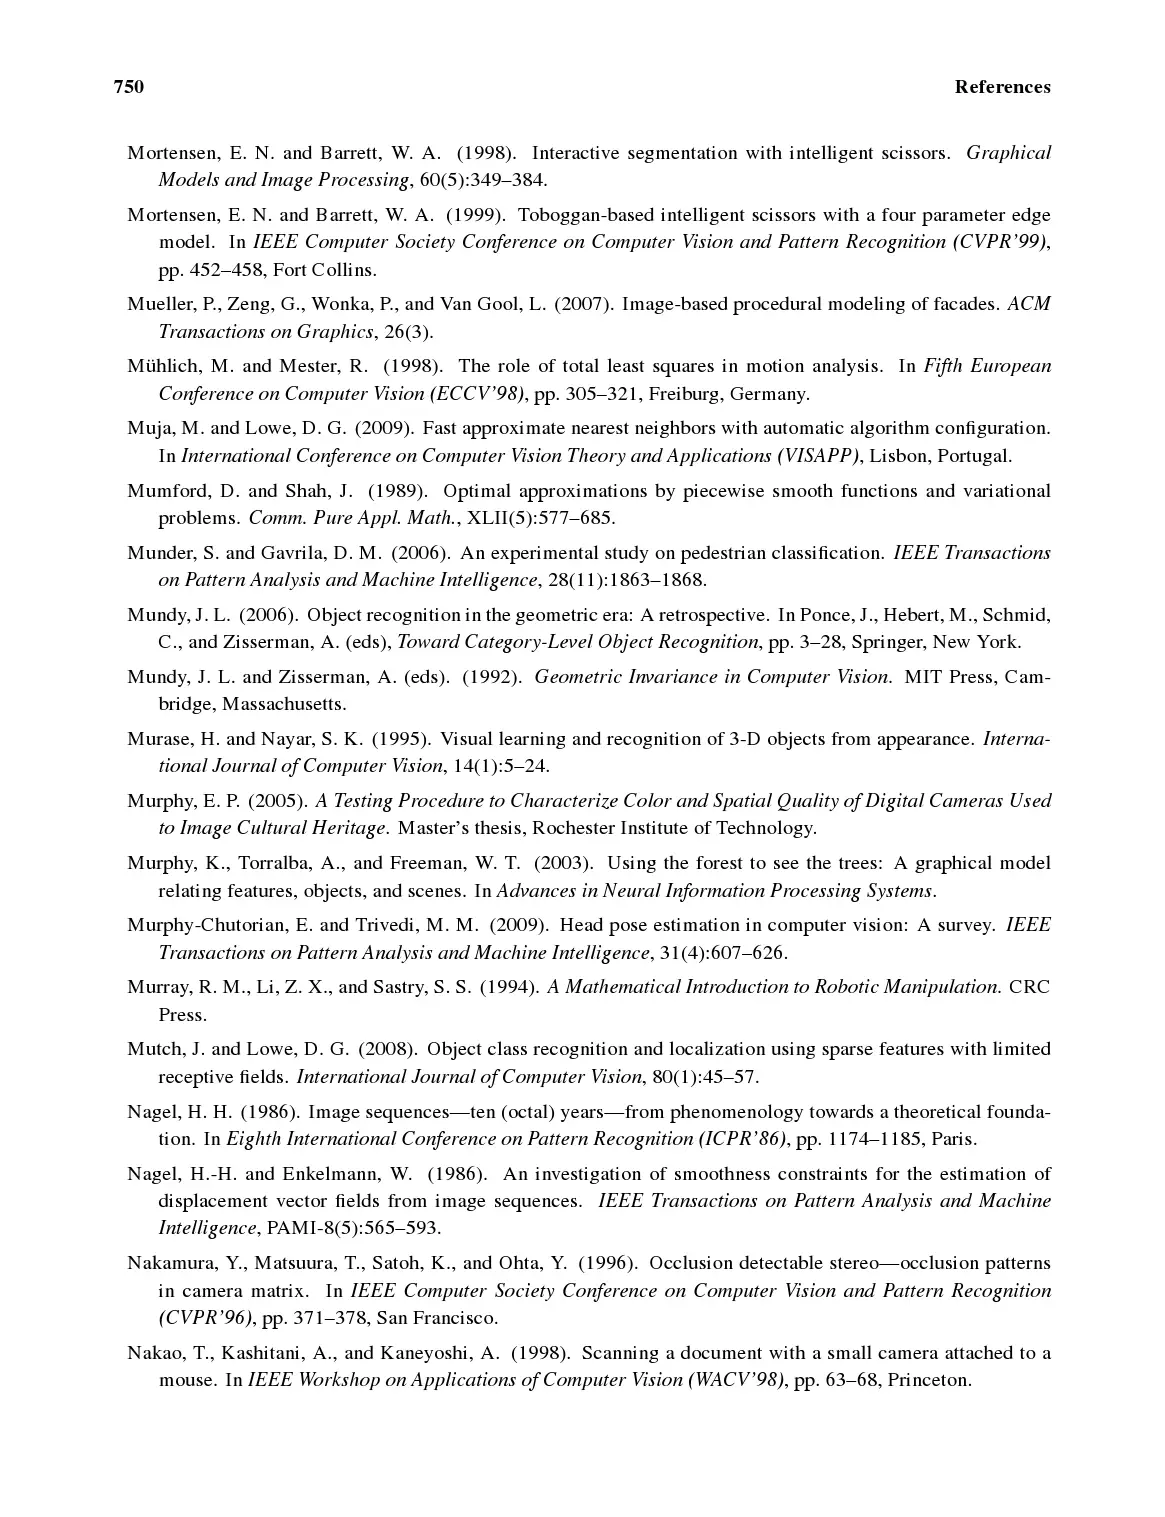 750 References
Mortensen, E. N. and Barrett, W. A. (1998). Interactive segmentation with intelligent scissors. Graphical
Models and Image Processing, 60(5):349–384.
Mortensen, E. N. and Barrett, W. A. (1999). Toboggan-based intelligent scissors with a four parameter edge
model. In IEEE Computer Society Conference on Computer Vision and Pattern Recognition (CVPR'99),
pp. 452–458, Fort Collins.
Mueller, P., Zeng, G., Wonka, P., and Van Gool, L. (2007). Image-based procedural modeling of facades. ACM
Transactions on Graphics, 26(3).
Mühlich, M. and Mester, R. (1998). The role of total least squares in motion analysis. In Fifth European
Conference on Computer Vision (ECCV'98), pp. 305–321, Freiburg, Germany.
Muja, M. and Lowe, D. G. (2009). Fast approximate nearest neighbors with automatic algorithm configuration.
In International Conference on Computer Vision Theory and Applications (VISAPP), Lisbon, Portugal.
Mumford, D. and Shah, J. (1989). Optimal approximations by piecewise smooth functions and variational
problems. Comm. Pure Appl. Math., XLII(5):577–685.
Munder, S. and Gavrila, D. M. (2006). An experimental study on pedestrian classification. IEEE Transactions
on Pattern Analysis and Machine Intelligence, 28(11):1863–1868.
Mundy, J. L. (2006). Object recognition in the geometric era: A retrospective. In Ponce, J., Hebert, M., Schmid,
C., and Zisserman, A. (eds), Toward Category-Level Object Recognition, pp. 3–28, Springer, New York.
Mundy, J. L. and Zisserman, A. (eds). (1992). Geometric Invariance in Computer Vision. MIT Press, Cam-
bridge, Massachusetts.
Murase, H. and Nayar, S. K. (1995). Visual learning and recognition of 3-D objects from appearance. Interna-
tional Journal of Computer Vision, 14(1):5–24.
Murphy, E. P. (2005). A Testing Procedure to Characterize Color and Spatial Quality of Digital Cameras Used
to Image Cultural Heritage. Master's thesis, Rochester Institute of Technology.
Murphy, K., Torralba, A., and Freeman, W. T. (2003). Using the forest to see the trees: A graphical model
relating features, objects, and scenes. In Advances in Neural Information Processing Systems.
Murphy-Chutorian, E. and Trivedi, M. M. (2009). Head pose estimation in computer vision: A survey. IEEE
Transactions on Pattern Analysis and Machine Intelligence, 31(4):607–626.
Murray, R. M., Li, Z. X., and Sastry, S. S. (1994). A Mathematical Introduction to Robotic Manipulation. CRC
Press.
Mutch, J. and Lowe, D. G. (2008). Object class recognition and localization using sparse features with limited
receptive fields. International Journal of Computer Vision, 80(1):45–57.
Nagel, H. H. (1986). Image sequences—ten (octal) years—from phenomenology towards a theoretical founda-
tion. In Eighth International Conference on Pattern Recognition (ICPR'86), pp. 1174–1185, Paris.
Nagel, H.-H. and Enkelmann, W. (1986). An investigation of smoothness constraints for the estimation of
displacement vector fields from image sequences. IEEE Transactions on Pattern Analysis and Machine
Intelligence, PAMI-8(5):565–593.
Nakamura, Y., Matsuura, T., Satoh, K., and Ohta, Y. (1996). Occlusion detectable stereo—occlusion patterns
in camera matrix. In IEEE Computer Society Conference on Computer Vision and Pattern Recognition
(CVPR'96), pp. 371–378, San Francisco.
Nakao, T., Kashitani, A., and Kaneyoshi, A. (1998). Scanning a document with a small camera attached to a
mouse. In IEEE Workshop on Applications of Computer Vision (WACV'98), pp. 63–68, Princeton.